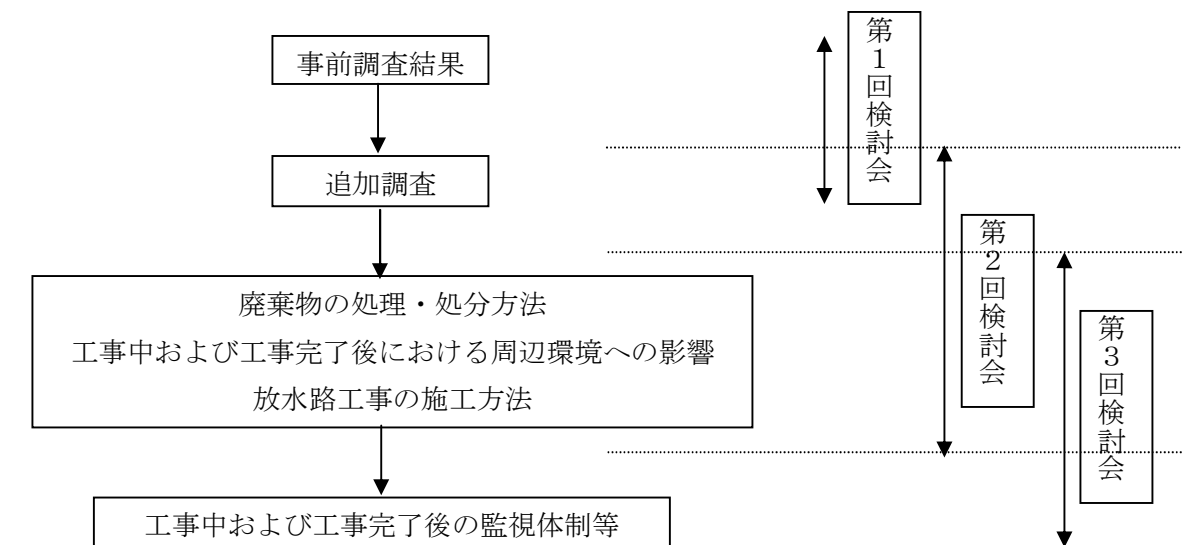 事前調査結果
追加調査
廃棄物の処理・処分方法
工事中および工事完了後における周辺環境への影響
放水路工事の施工方法
工事中および工事完了後の監視体制等
第１回検討会
第２回検討会
第３回検討会